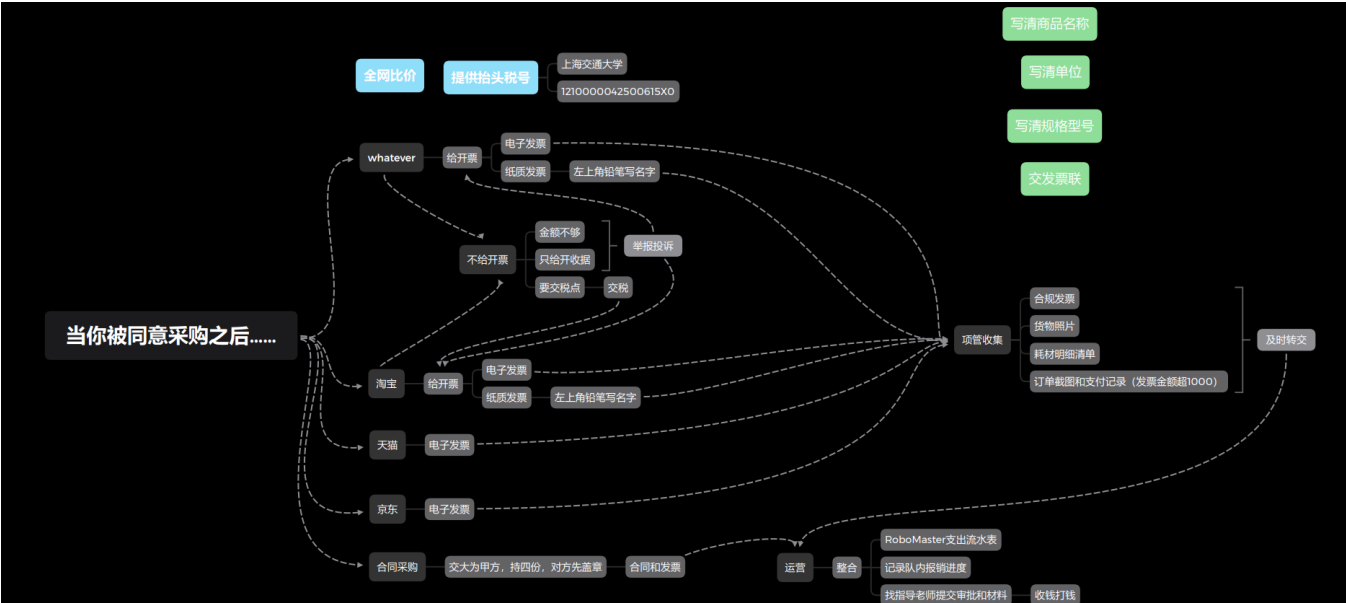 写清商品名称
全网比价
提供抬头税号
上海交通大学
1210000042500615X0
写清单位
写清规格型号
交发票联
当你被同意采购之后......
whatever
给开票
电子发票
纸质发票
左上角铅笔写名字
不给开票
金额不够
只给开收据
要交税点
交税
举报投诉
淘宝
给开票
电子发票
纸质发票
左上角铅笔写名字
天猫
电子发票
京东
电子发票
合同采购
交大为甲方，持四份，对方先盖章
合同和发票
项管收集
合规发票
货物照片
耗材明细清单
订单截图和支付记录（发票金额超1000）
及时转交
运营
整合
RoboMaster支出流水表
记录队内报销进度
找指导老师提交审批和材料
收钱打钱